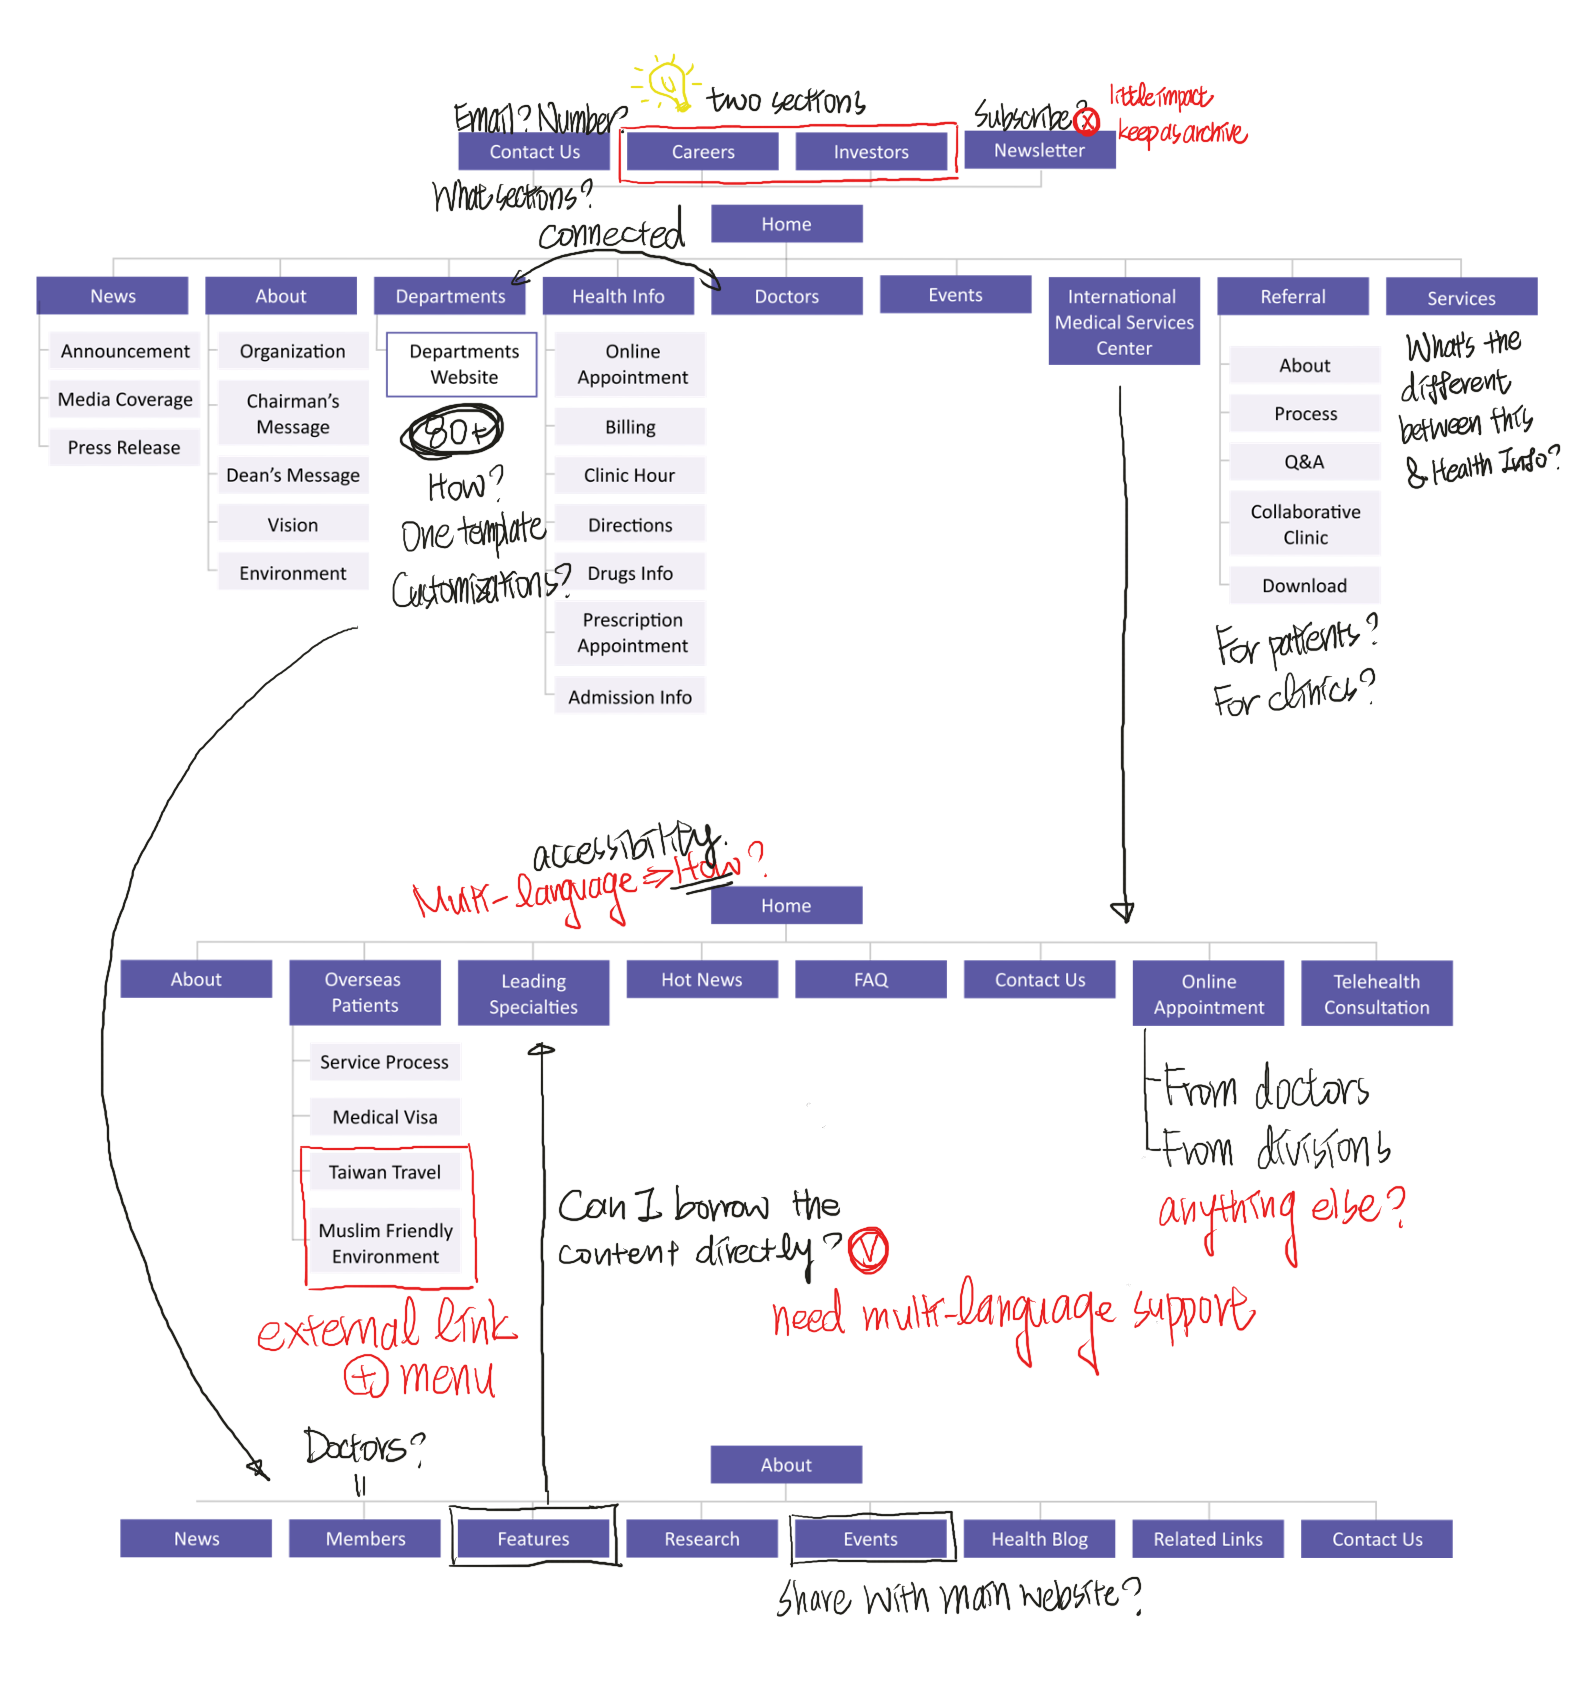 two sections
little impact
keep as archive
Email? Number?
Subscribe?
Contact Us
Careers
Investors
Newsletter
What sections?
Home
connected
News
About
Departments
Health Info
Doctors
Events
International
Medical Services
Center
Referral
Services
Announcement
Media Coverage
Press Release
Organization
Chairman's
Message
Dean's Message
Vision
Environment
Departments
Website
80+
How?
One template
Customizations?
Online
Appointment
Billing
Clinic Hour
Directions
Drugs Info
Prescription
Appointment
Admission Info
About
Process
Q&A
Collaborative
Clinic
Download
For patients?
For clinics?
What's the
different
between this
& Health Info?
accessibility.
Multi-language => How?
Home
About
Overseas
Patients
Leading
Specialties
Hot News
FAQ
Contact Us
Online
Appointment
Telehealth
Consultation
Service Process
Medical Visa
Taiwan Travel
Muslim Friendly
Environment
external link
+ menu
From doctors
From divisions
anything else?
Can I borrow the
content directly? V
need multi-language support
Doctors?
About
News
Members
Features
Research
Events
Health Blog
Related Links
Contact Us
share with main website?